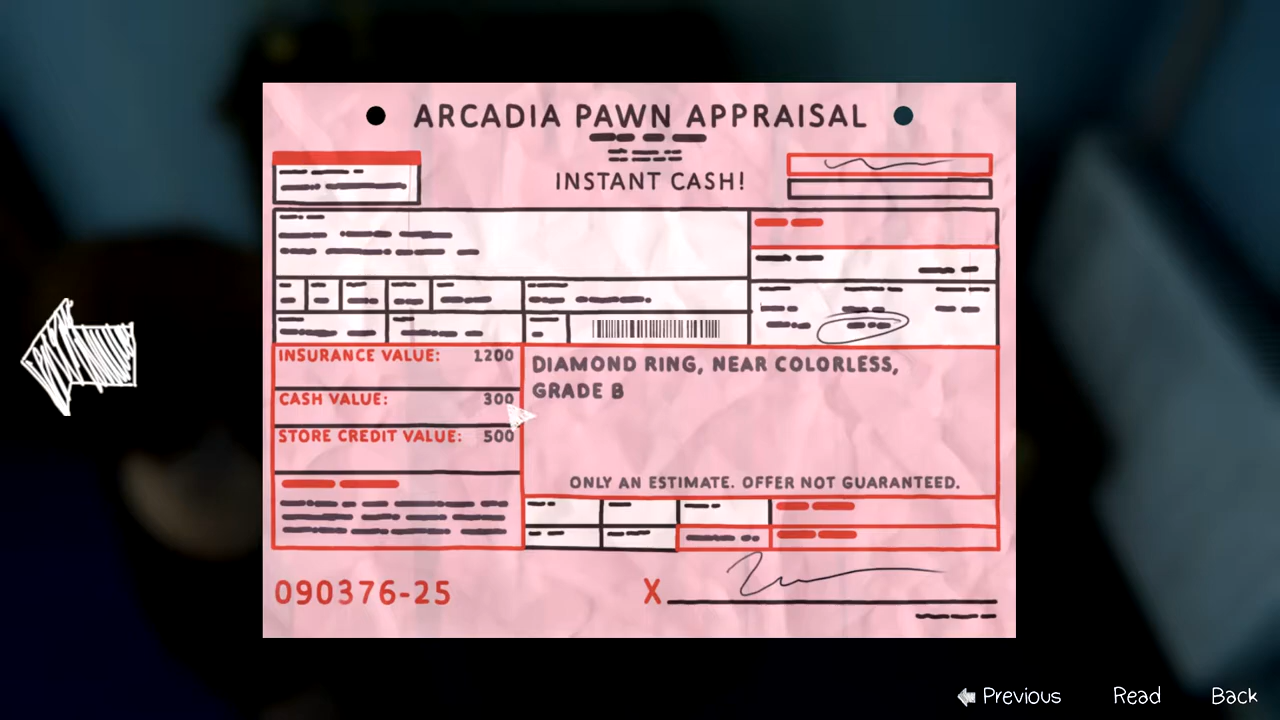 ARCADIA PAWN APPRAISAL
INSTANT CASH!
INSURANCE VALUE: 1200
CASH VALUE: 300
STORE CREDIT VALUE: 500
DIAMOND RING, NEAR COLORLESS,
GRADE B
ONLY AN ESTIMATE. OFFER NOT GUARANTEED.
090376-25
X
Previous
Read
Back